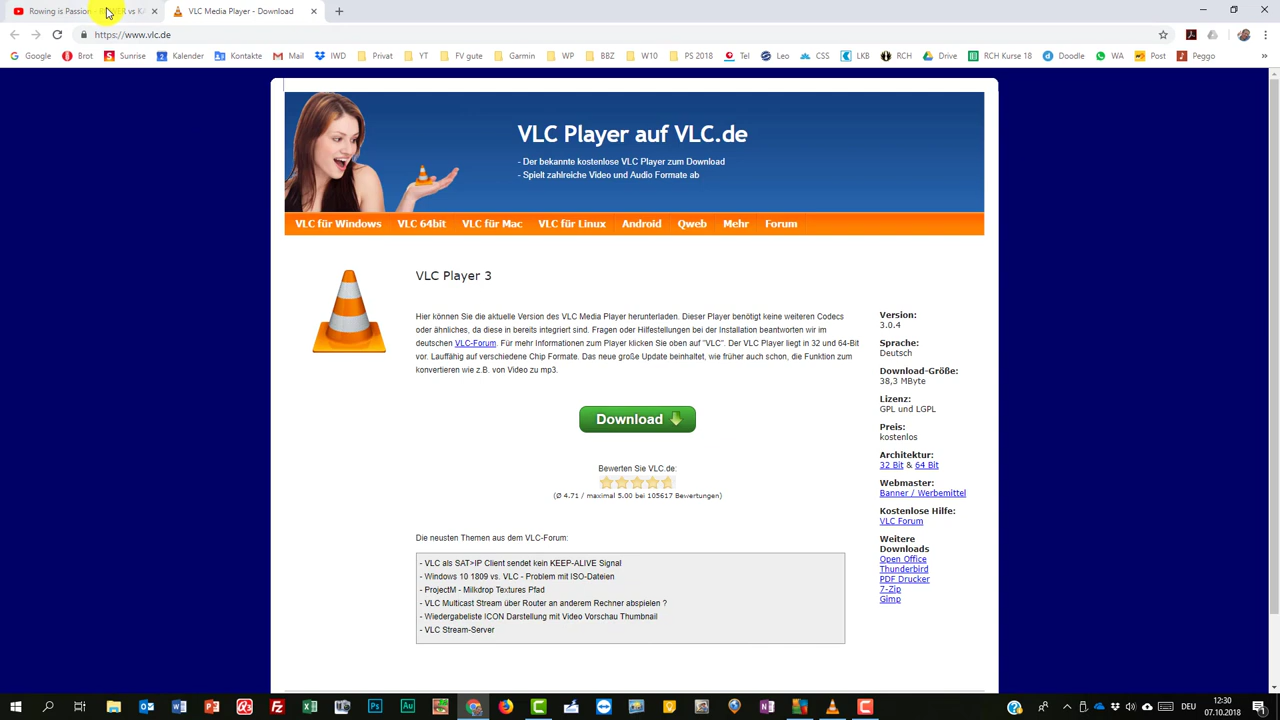 Rowing is Passion - BAKER vs KA
VLC Media Player - Download
https://www.vlc.de
Google Brot Sunrise Kalender Kontakte Mail IWD Privat YT FV gute Garmin WP BBZ W10 PS 2018 Tel Leo CSS LKB RCH Drive RCH Kurse 18 Doodle WA Post Peggo »
VLC Player auf VLC.de
- Der bekannte kostenlose VLC Player zum Download
- Spielt zahlreiche Video und Audio Formate ab
VLC für Windows VLC 64bit VLC für Mac VLC für Linux Android Qweb Mehr Forum
VLC Player 3
Hier können Sie die aktuelle Version des VLC Media Player herunterladen. Dieser Player benötigt keine weiteren Codecs
oder ähnliches, da diese in bereits integriert sind. Fragen oder Hilfestellungen bei der Installation beantworten wir im
deutschen VLC-Forum. Für mehr Informationen zum Player klicken Sie oben auf "VLC". Der VLC Player liegt in 32 und 64-Bit
vor. Lauffähig auf verschiedene Chip Formate. Das neue große Update beinhaltet, wie früher auch schon, die Funktion zum
konvertieren wie z.B. von Video zu mp3.
Download
Bewerten Sie VLC.de:
(Ø 4.71 / maximal 5.00 bei 105617 Bewertungen)
Die neusten Themen aus dem VLC-Forum:
- VLC als SAT>IP Client sendet kein KEEP-ALIVE Signal
- Windows 10 1809 vs. VLC - Problem mit ISO-Dateien
- ProjectM - Milkdrop Textures Pfad
- VLC Multicast Stream über Router an anderem Rechner abspielen ?
- Wiedergabeliste ICON Darstellung mit Video Vorschau Thumbnail
- VLC Stream-Server
Version:
3.0.4
Sprache:
Deutsch
Download-Größe:
38,3 MByte
Lizenz:
GPL und LGPL
Preis:
kostenlos
Architektur:
32 Bit & 64 Bit
Webmaster:
Banner / Werbemittel
Kostenlose Hilfe:
VLC Forum
Weitere
Downloads
Open Office
Thunderbird
PDF Drucker
7-Zip
Gimp
DEU
12:30
07.10.2018